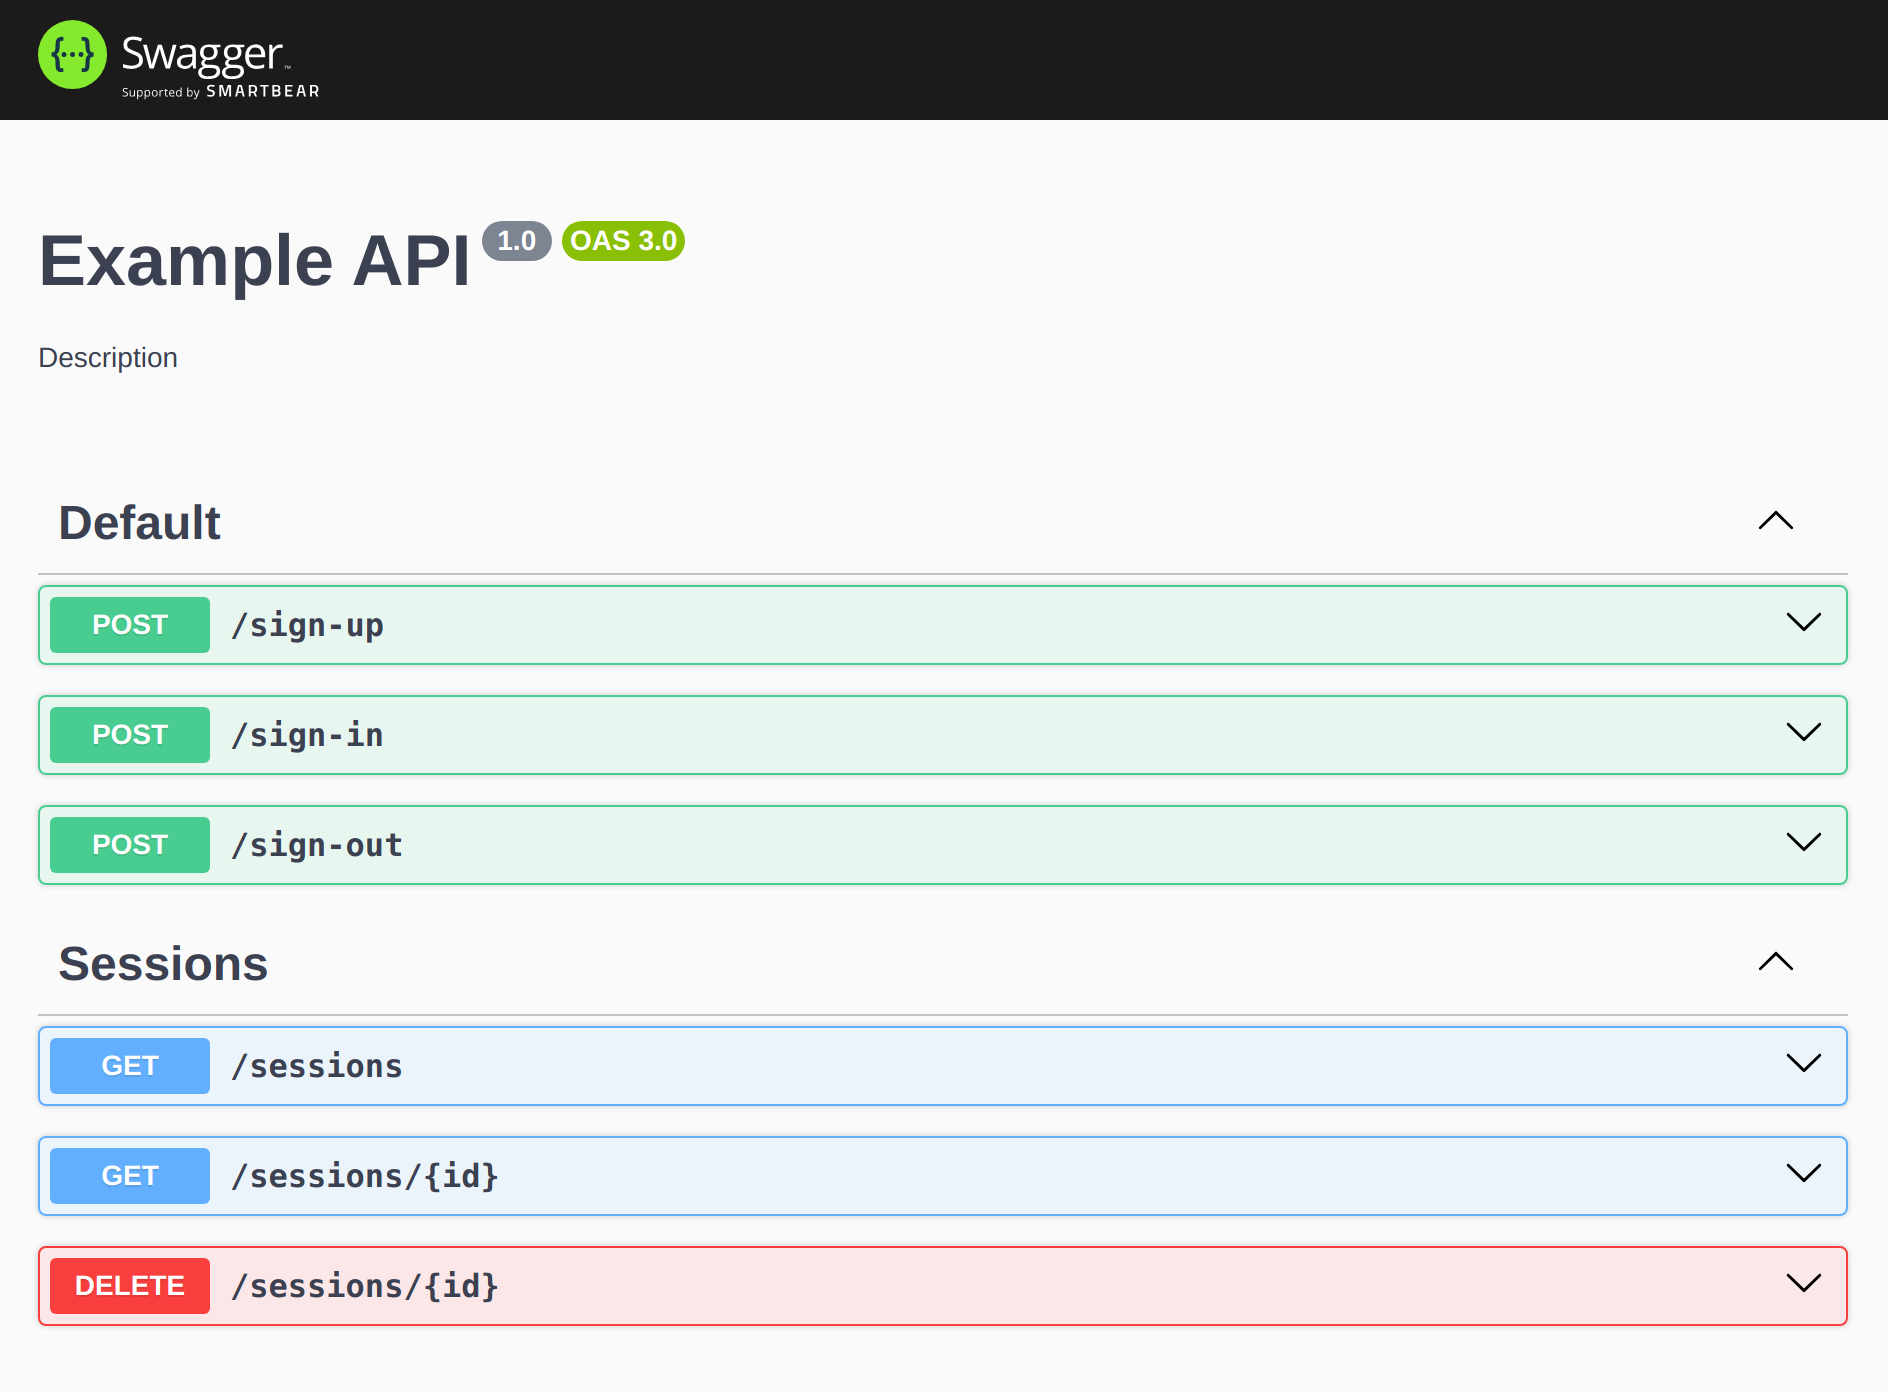 {...} Swagger™
Supported by SMARTBEAR
Example API 1.0 OAS 3.0
Description
Default
POST /sign-up
POST /sign-in
POST /sign-out
Sessions
GET /sessions
GET /sessions/{id}
DELETE /sessions/{id}